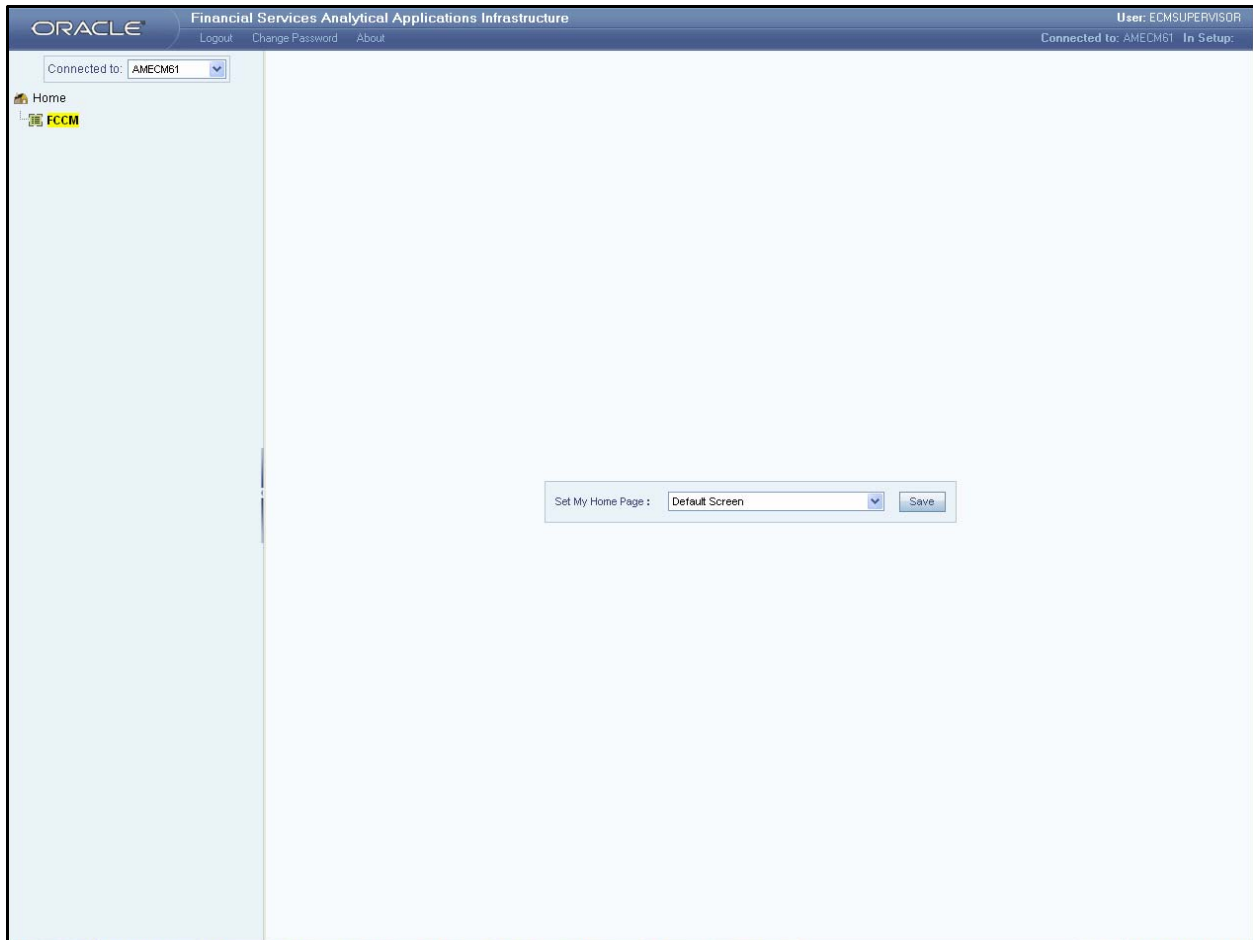 ORACLE
Financial Services Analytical Applications Infrastructure
User: ECMSUPERVISOR
Logout Change Password About
Connected to: AMECM61 In Setup:
Connected to: AMECM61
Home
FCCM
Set My Home Page : Default Screen Save